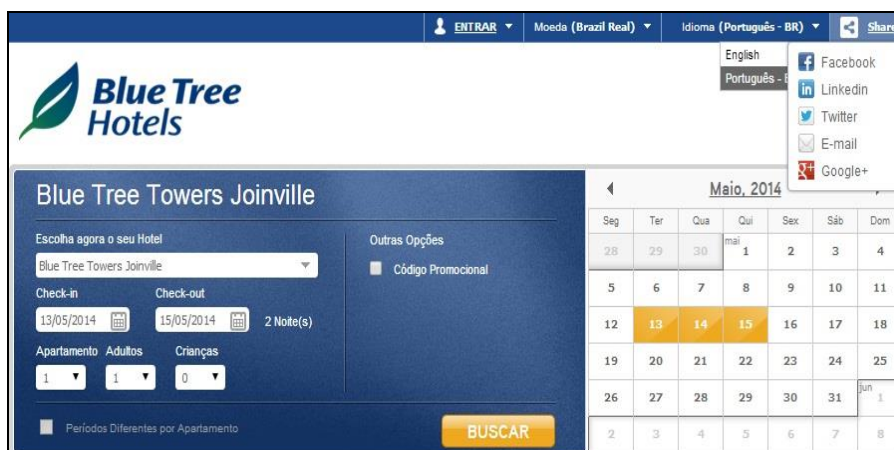 ENTRAR Moeda (Brazil Real) Idioma (Português - BR) Share
English
Português -
Facebook
Linkedin
Twitter
E-mail
Google+
Blue Tree
Hotels
Blue Tree Towers Joinville
Escolha agora o seu Hotel
Blue Tree Towers Joinville
Check-in Check-out
13/05/2014 15/05/2014 2 Noite(s)
Apartamento Adultos Crianças
1 1 0
Períodos Diferentes por Apartamento
Outras Opções
Código Promocional
BUSCAR
Maio, 2014
Seg Ter Qua Qui Sex Sáb Dom
28 29 30 mai 1 2 3 4
5 6 7 8 9 10 11
12 13 14 15 16 17 18
19 20 21 22 23 24 25
26 27 28 29 30 31 jun 1
2 3 4 5 6 7 8